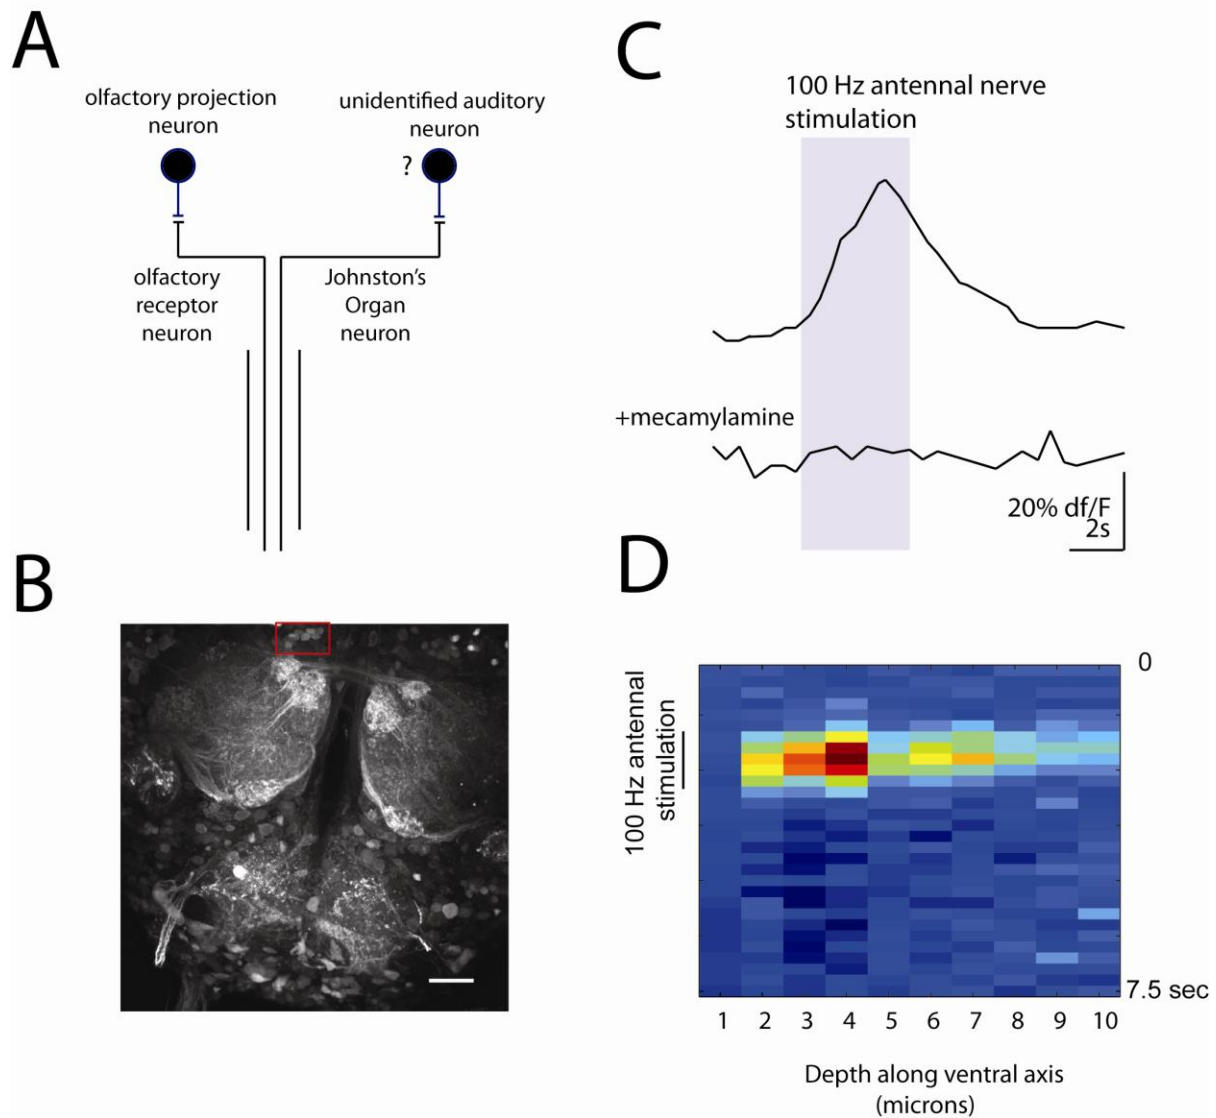 A
olfactory projection
neuron
unidentified auditory
neuron
?
olfactory
receptor
neuron
Johnston's
Organ
neuron
B
C
100 Hz antennal nerve
stimulation
+mecamylamine
20% df/F
2s
D
100 Hz antennal
stimulation
0
7.5 sec
1 2 3 4 5 6 7 8 9 10
Depth along ventral axis
(microns)